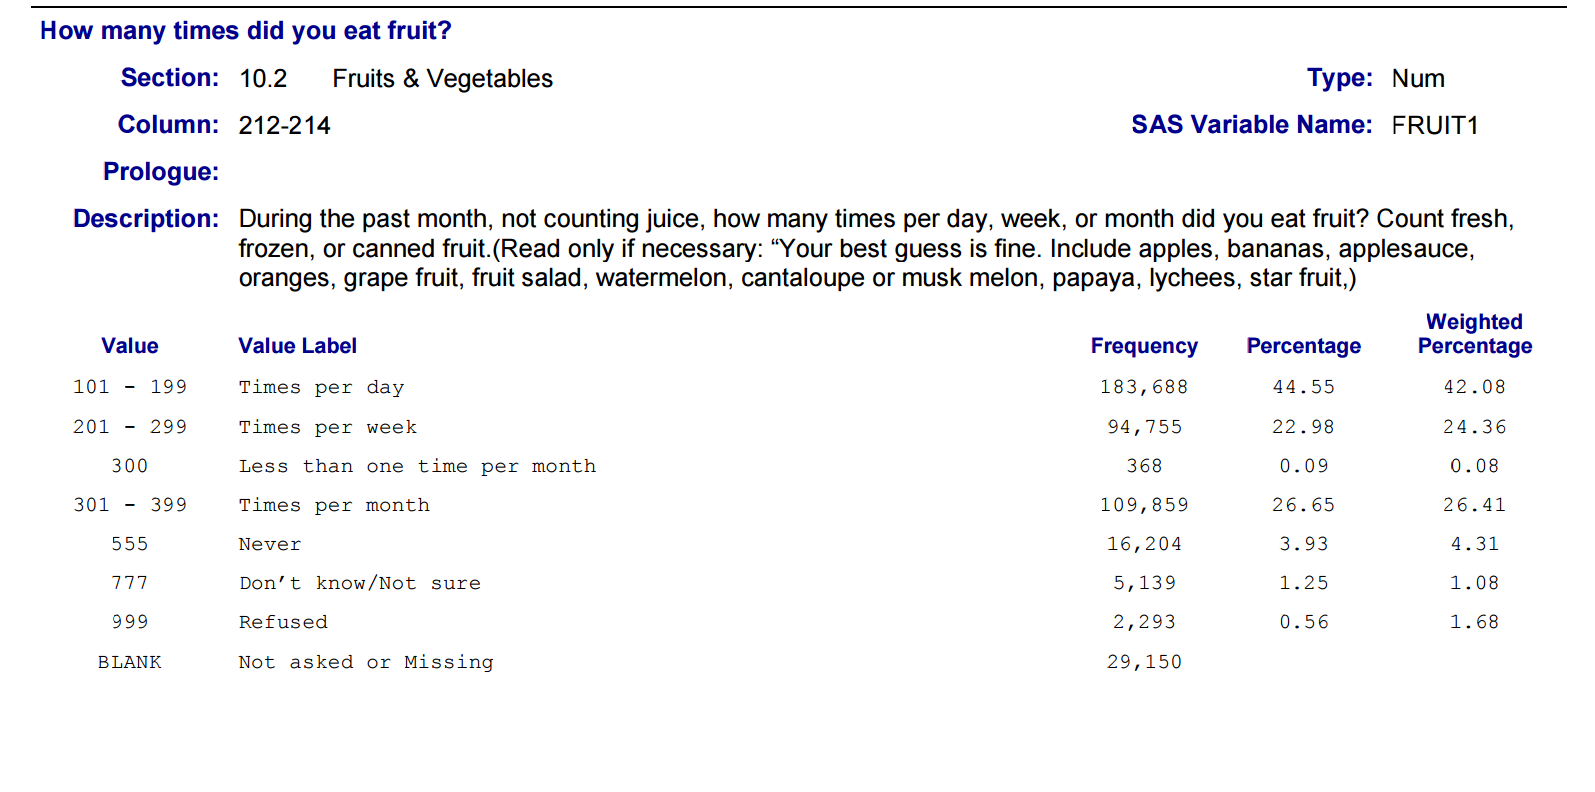 How many times did you eat fruit?
Section: 10.2 Fruits & Vegetables Type: Num
Column: 212-214 SAS Variable Name: FRUIT1
Prologue:
Description: During the past month, not counting juice, how many times per day, week, or month did you eat fruit? Count fresh,
frozen, or canned fruit.(Read only if necessary: “Your best guess is fine. Include apples, bananas, applesauce,
oranges, grape fruit, fruit salad, watermelon, cantaloupe or musk melon, papaya, lychees, star fruit,)
Value Value Label Frequency Percentage Weighted Percentage
101 - 199 Times per day 183,688 44.55 42.08
201 - 299 Times per week 94,755 22.98 24.36
300 Less than one time per month 368 0.09 0.08
301 - 399 Times per month 109,859 26.65 26.41
555 Never 16,204 3.93 4.31
777 Don’t know/Not sure 5,139 1.25 1.08
999 Refused 2,293 0.56 1.68
BLANK Not asked or Missing 29,150